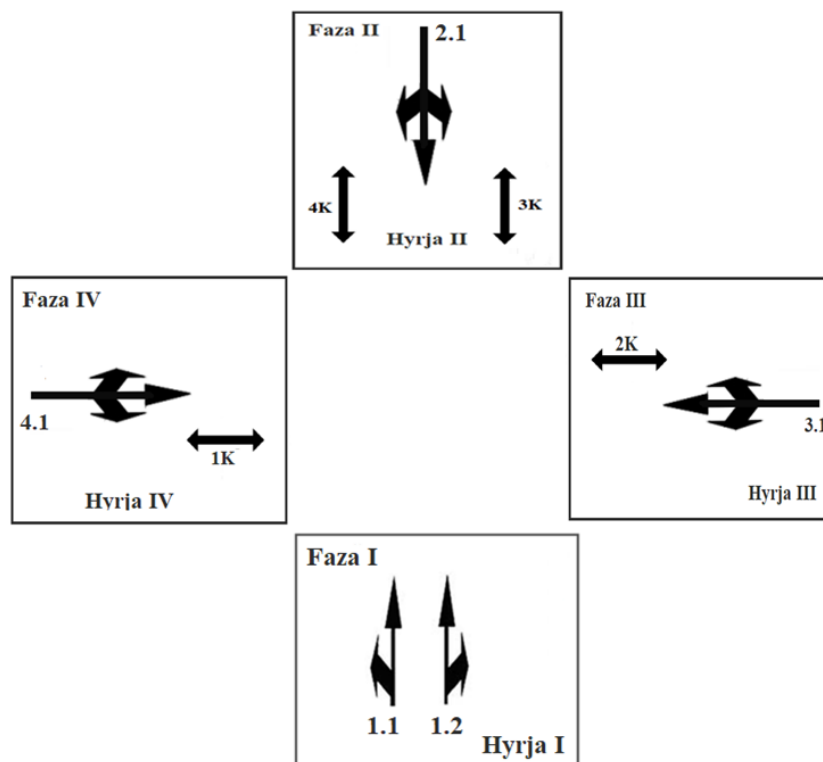 Faza II
2.1
4K
3K
Hyrja II
Faza IV
4.1
1K
Hyrja IV
Faza III
2K
3.1
Hyrja III
Faza I
1.1
1.2
Hyrja I